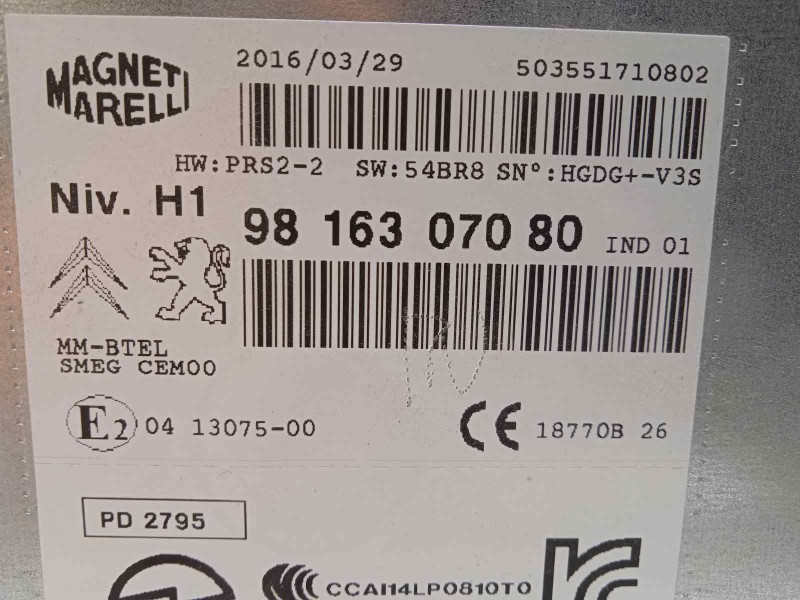 MAGNETI MARELLI
2016/03/29
503551710802
HW:PRS2-2 SW:54BR8 SN°:HGDG+-V3S
Niv. H1
98 163 070 80 IND 01
MM-BTEL
SMEG CEM00
E2 04 13075-00
CE 18770B 26
PD 2795
CCAI14LP0810T0